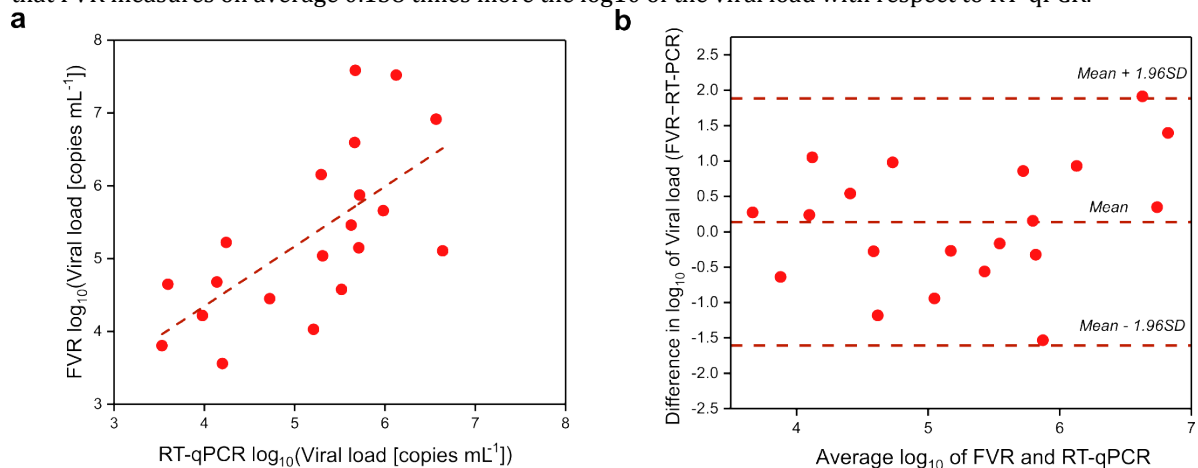 that FVR measures on average 0.138 times more the log10 of the viral load with respect to RT-qPCR.
a
b
8
7
6
5
4
3
3
4
5
6
7
8
FVR log10(Viral load [copies mL-1])
RT-qPCR log10(Viral load [copies mL-1])
Difference in log10 of Viral load (FVR−RT-PCR)
2.0
1.5
1.0
0.5
0.0
-0.5
-1.0
-1.5
-2.0
-2.5
Mean + 1.96SD
Mean
Mean - 1.96SD
4
5
6
7
Average log10 of FVR and RT-qPCR